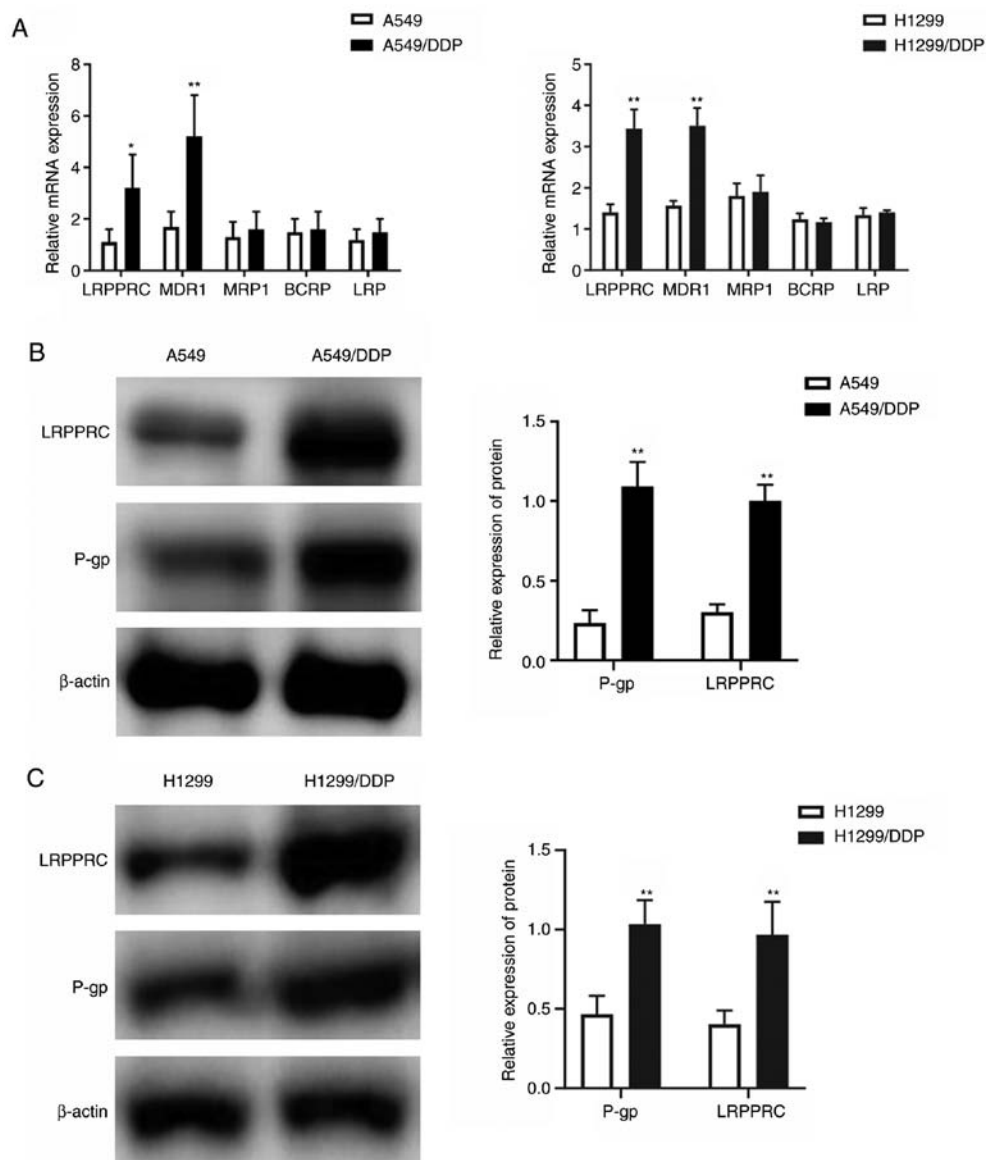 A
A549
A549/DDP
Relative mRNA expression
8
6
4
2
0
*
**
LRPPRC MDR1 MRP1 BCRP LRP
H1299
H1299/DDP
Relative mRNA expression
5
4
3
2
1
0
**
**
LRPPRC MDR1 MRP1 BCRP LRP
B
A549 A549/DDP
LRPPRC
P-gp
β-actin
A549
A549/DDP
Relative expression of protein
1.5
1.0
0.5
0.0
**
**
P-gp LRPPRC
C
H1299 H1299/DDP
LRPPRC
P-gp
β-actin
H1299
H1299/DDP
Relative expression of protein
1.5
1.0
0.5
0.0
**
**
P-gp LRPPRC